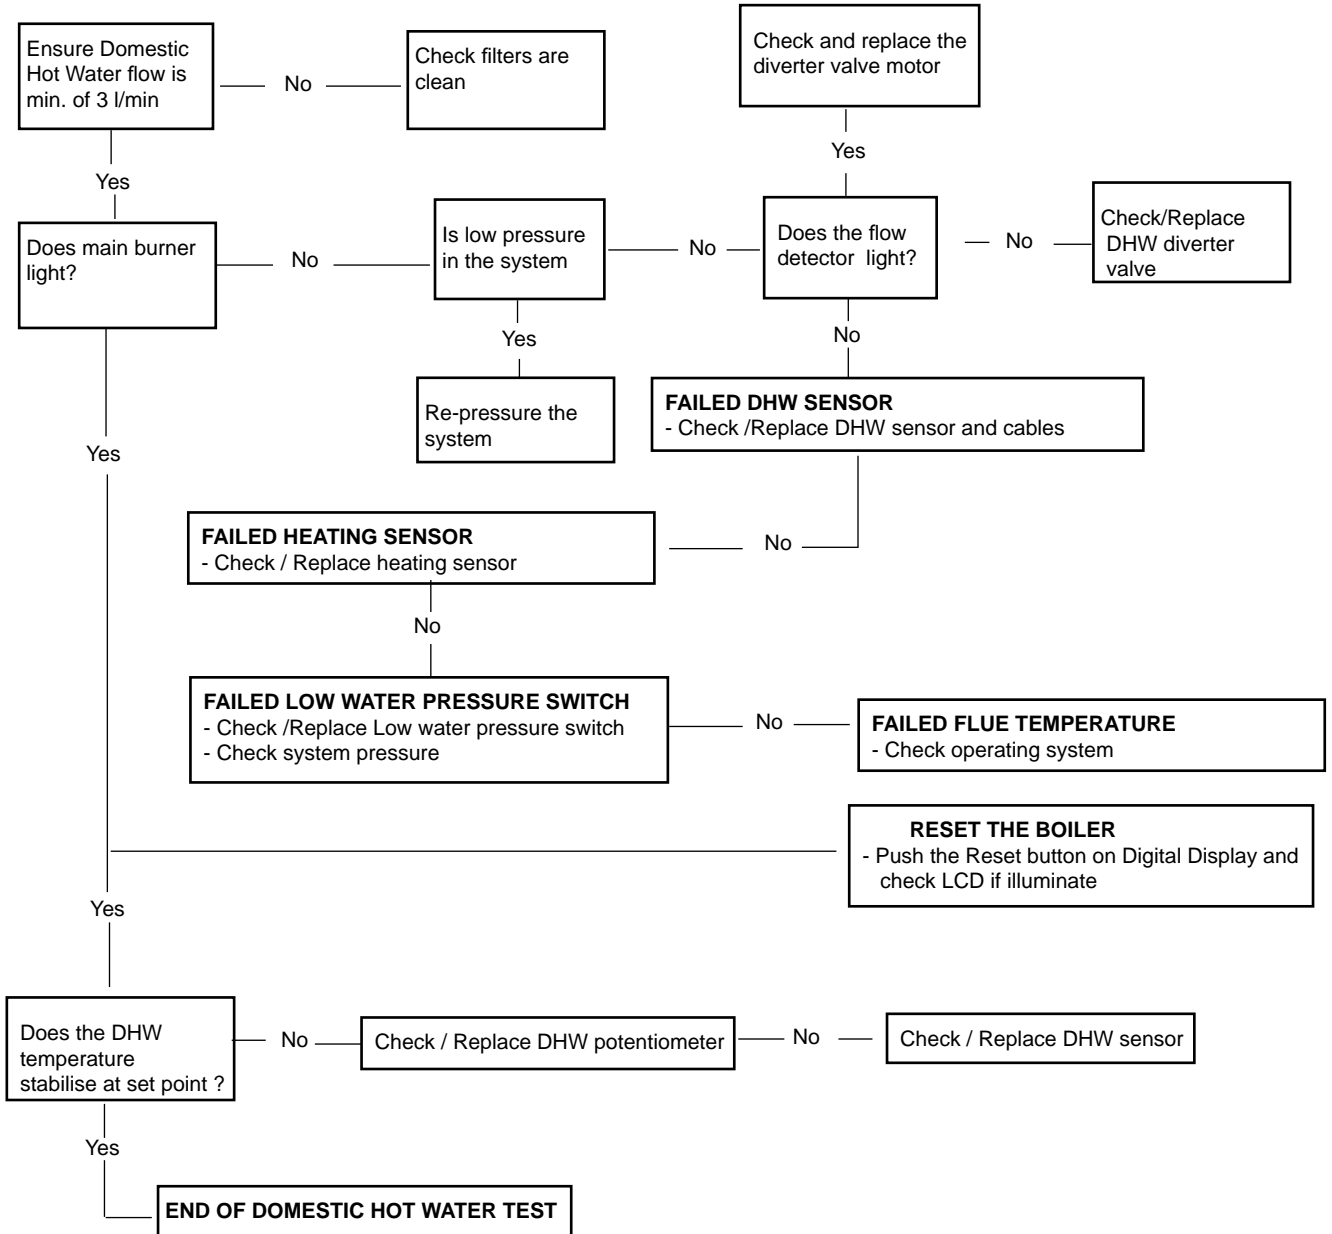 Ensure Domestic
Hot Water flow is
min. of 3 l/min
No
Check filters are
clean
Check and replace the
diverter valve motor
Yes
Yes
Does main burner
light?
No
Is low pressure
in the system
No
Does the flow
detector light?
No
Check/Replace
DHW diverter
valve
Yes
Re-pressure the
system
No
FAILED DHW SENSOR
- Check /Replace DHW sensor and cables
Yes
FAILED HEATING SENSOR
- Check / Replace heating sensor
No
No
FAILED LOW WATER PRESSURE SWITCH
- Check /Replace Low water pressure switch
- Check system pressure
No
FAILED FLUE TEMPERATURE
- Check operating system
RESET THE BOILER
- Push the Reset button on Digital Display and
check LCD if illuminate
Yes
Does the DHW
temperature
stabilise at set point ?
No
Check / Replace DHW potentiometer
No
Check / Replace DHW sensor
Yes
END OF DOMESTIC HOT WATER TEST